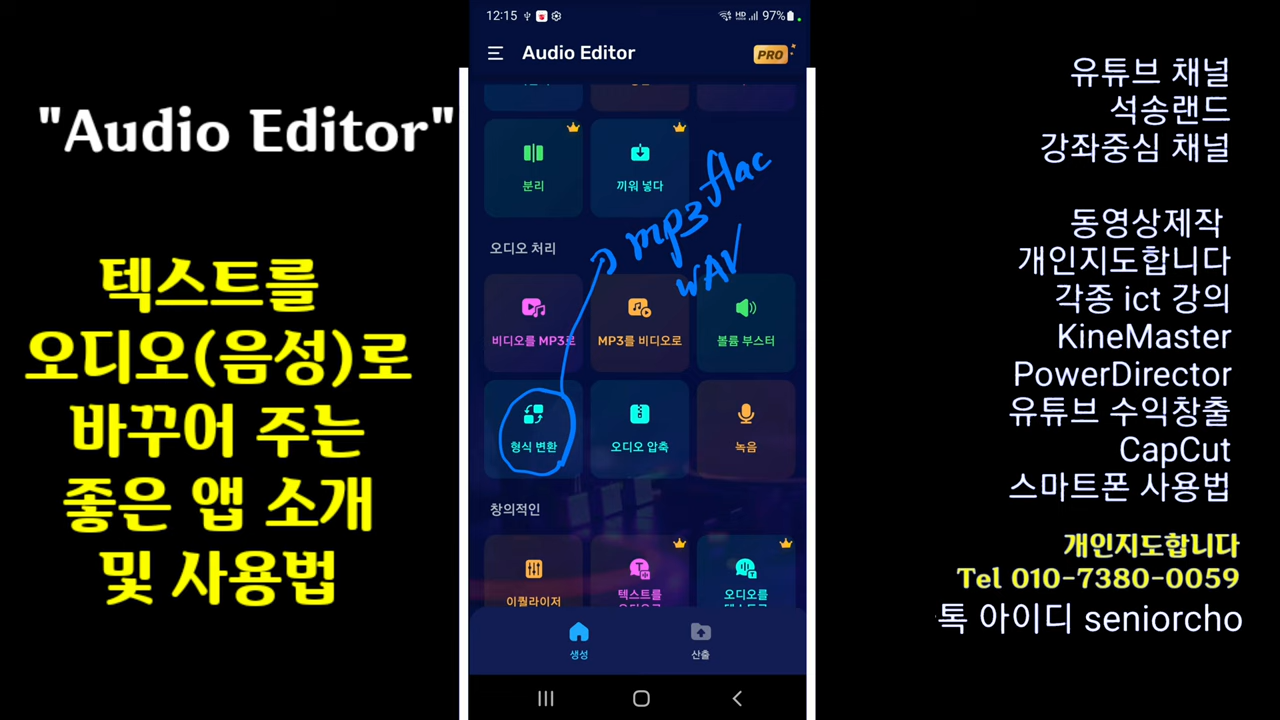 "Audio Editor"
텍스트를
오디오(음성)로
바꾸어 주는
좋은 앱 소개
및 사용법
12:15
97%
Audio Editor
PRO
분리
끼워 넣다
오디오 처리
mp3 flac
WAV
비디오를 MP3로
MP3를 비디오로
볼륨 부스터
형식 변환
오디오 압축
녹음
창의적인
이퀄라이저
텍스트를
오디오를
생성
산출
유튜브 채널
석송랜드
강좌중심 채널
동영상제작
개인지도합니다
각종 ict 강의
KineMaster
PowerDirector
유튜브 수익창출
CapCut
스마트폰 사용법
개인지도합니다
Tel 010-7380-0059
톡 아이디 seniorcho